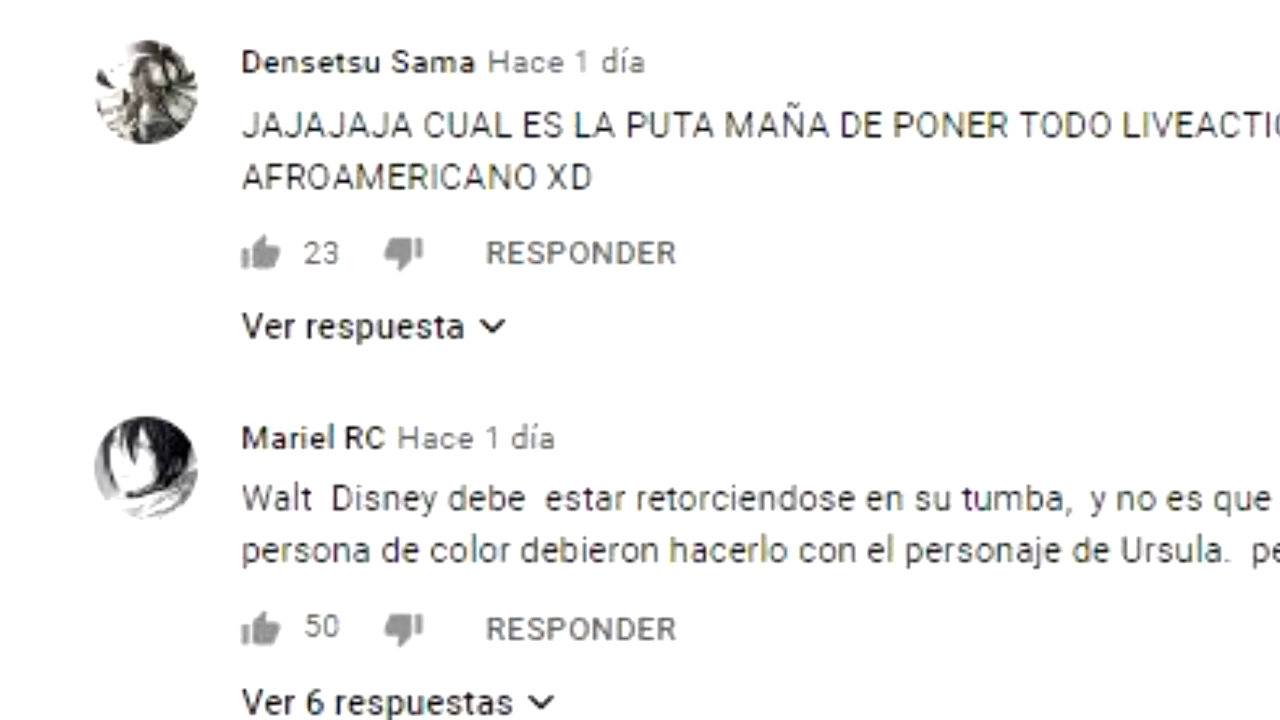 Densetsu Sama Hace 1 día
JAJAJAJA CUAL ES LA PUTA MAÑA DE PONER TODO
AFROAMERICANO XD
23 RESPONDER
Ver respuesta
Mariel RC Hace 1 día
Walt Disney debe estar retorciendose en su tumba, y no es que
persona de color debieron hacerlo con el personaje de Ursula.
50 RESPONDER
Ver 6 respuestas